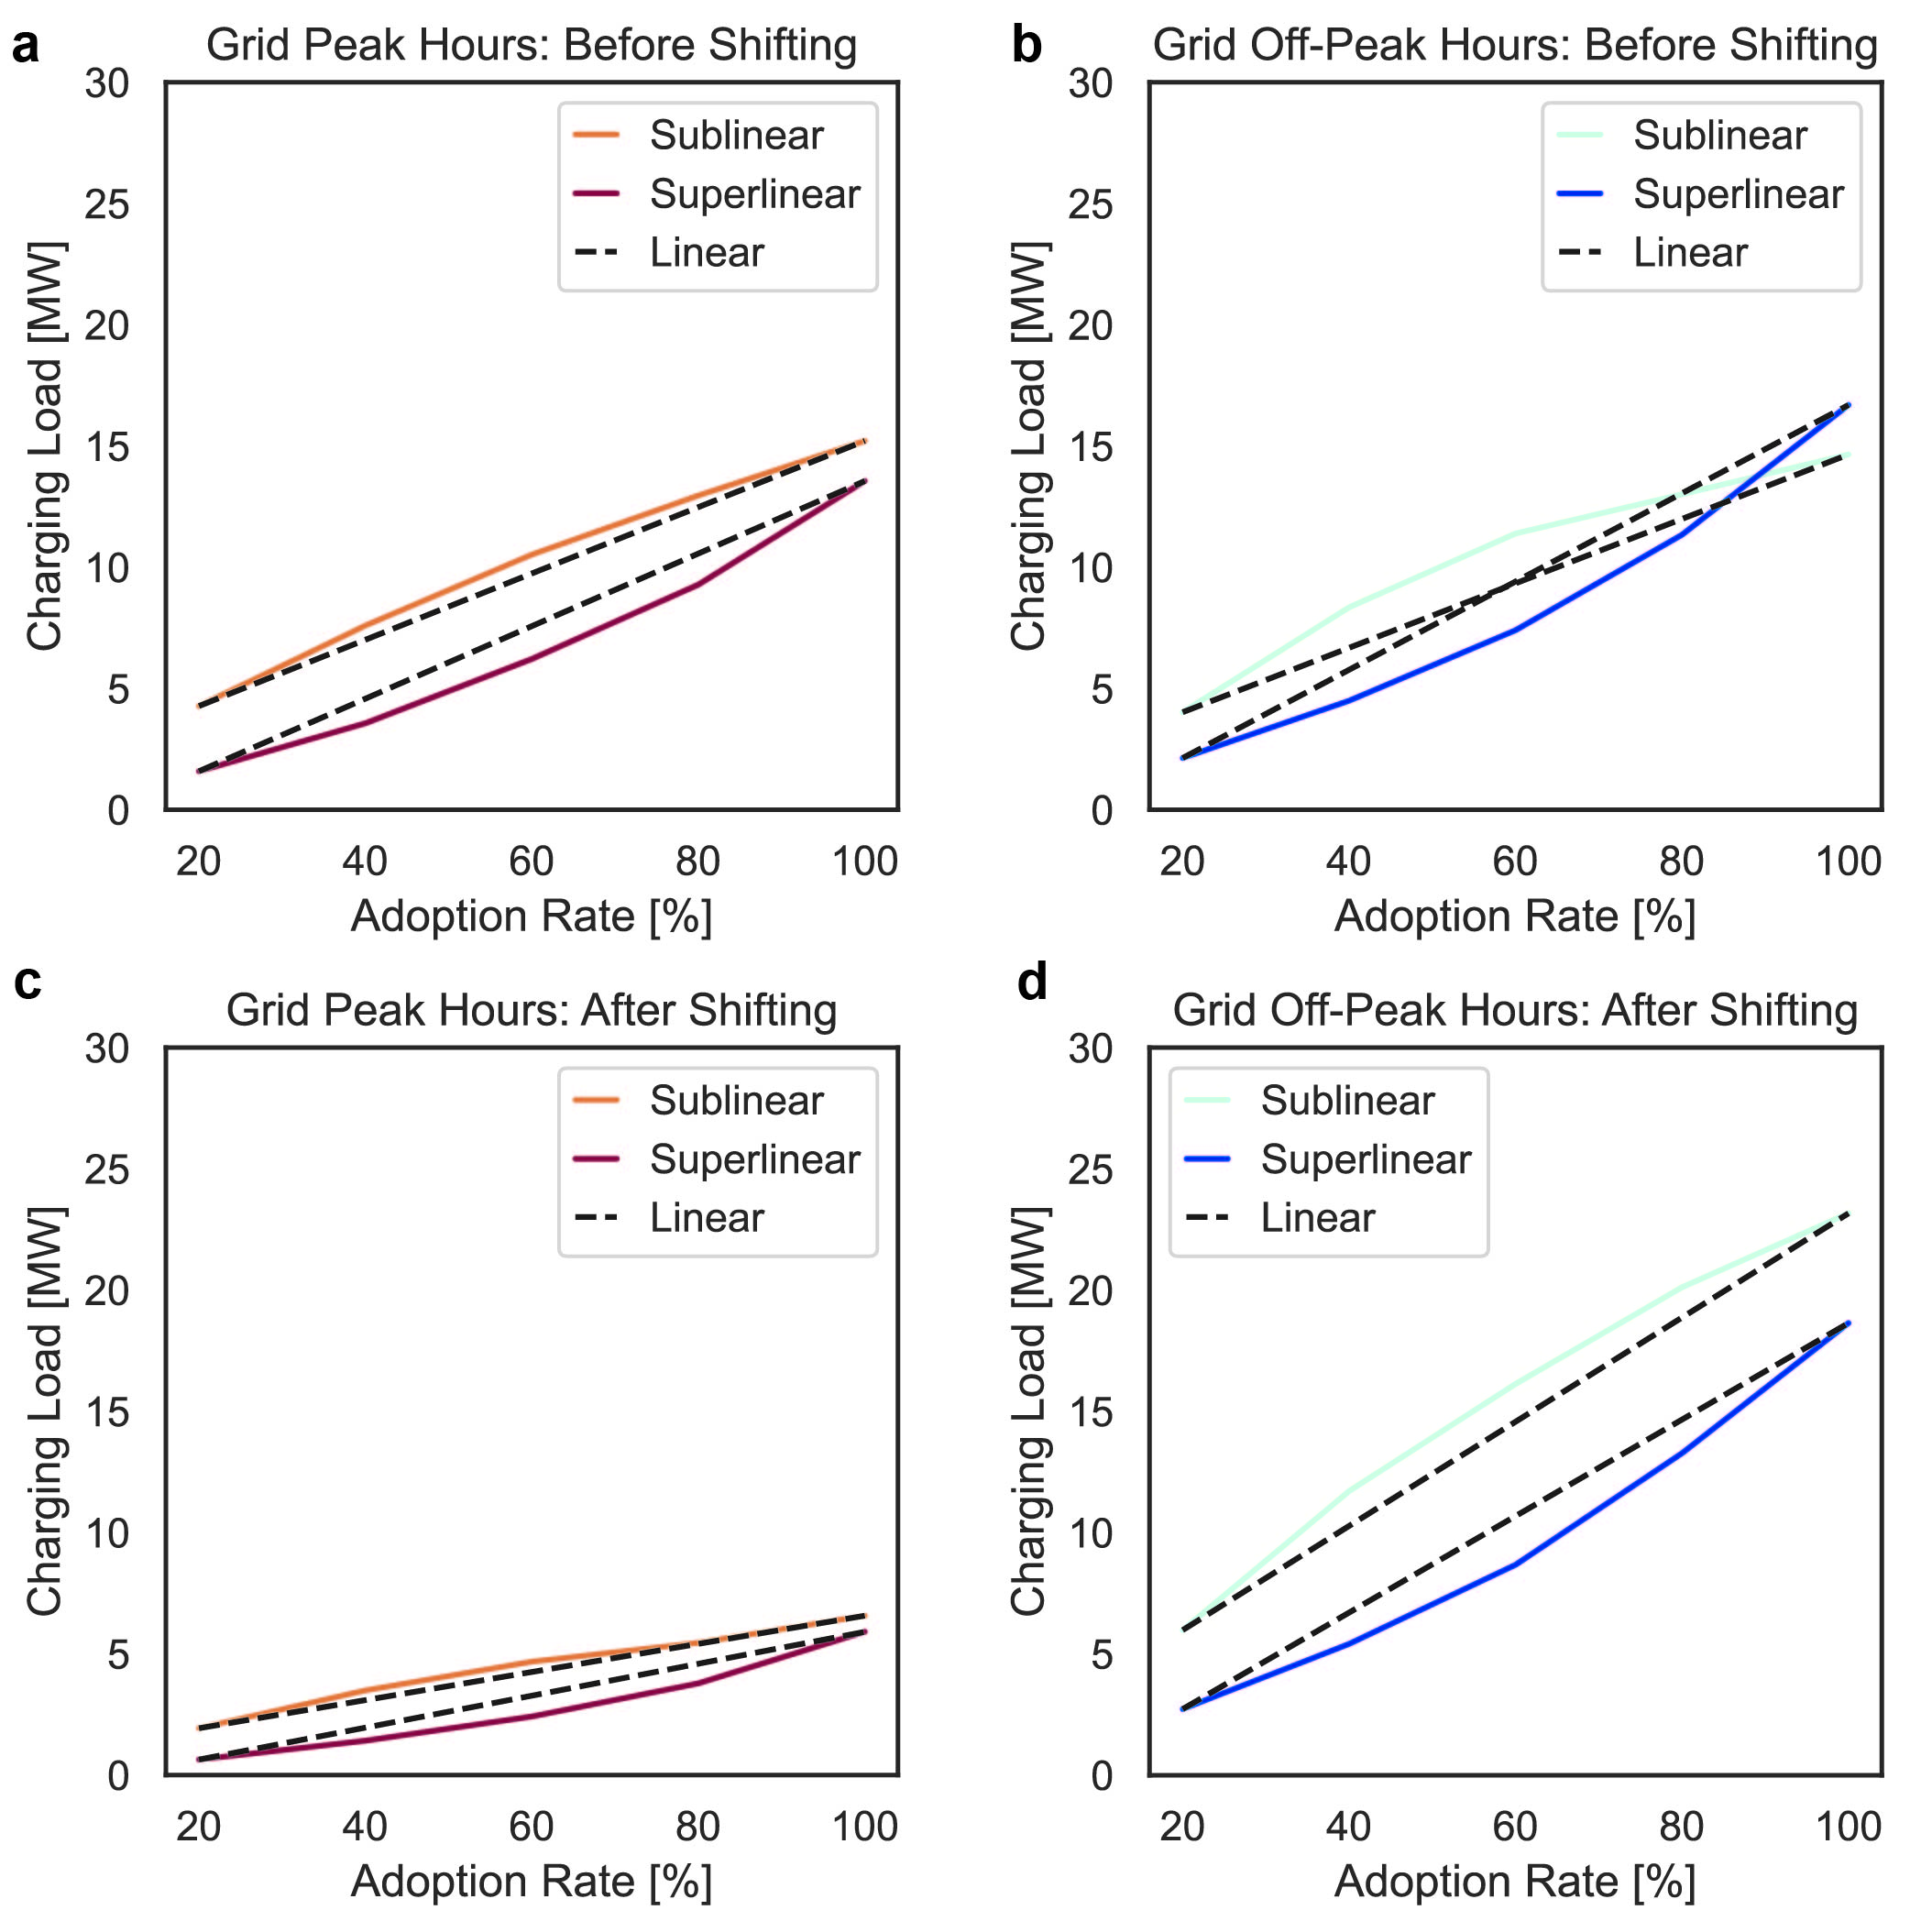 a
Grid Peak Hours: Before Shifting
30
25
20
15
10
5
0
Charging Load [MW]
Sublinear
Superlinear
Linear
20 40 60 80 100
Adoption Rate [%]
b
Grid Off-Peak Hours: Before Shifting
30
25
20
15
10
5
0
Charging Load [MW]
Sublinear
Superlinear
Linear
20 40 60 80 100
Adoption Rate [%]
c
Grid Peak Hours: After Shifting
30
25
20
15
10
5
0
Charging Load [MW]
Sublinear
Superlinear
Linear
20 40 60 80 100
Adoption Rate [%]
d
Grid Off-Peak Hours: After Shifting
30
25
20
15
10
5
0
Charging Load [MW]
Sublinear
Superlinear
Linear
20 40 60 80 100
Adoption Rate [%]